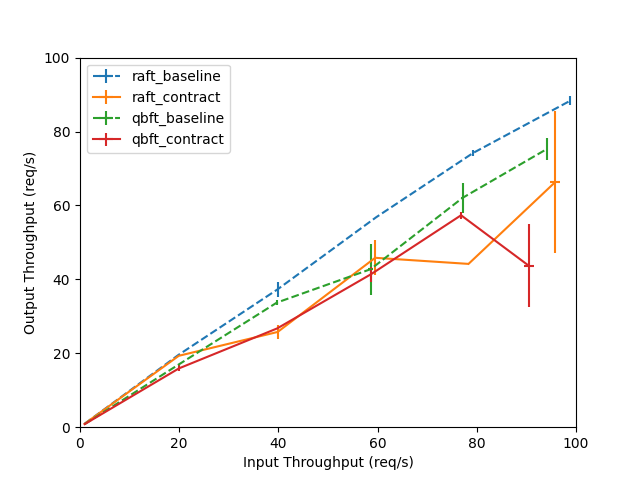 100
80
60
40
20
0
Output Throughput (req/s)
raft_baseline
raft_contract
qbft_baseline
qbft_contract
0 20 40 60 80 100
Input Throughput (req/s)